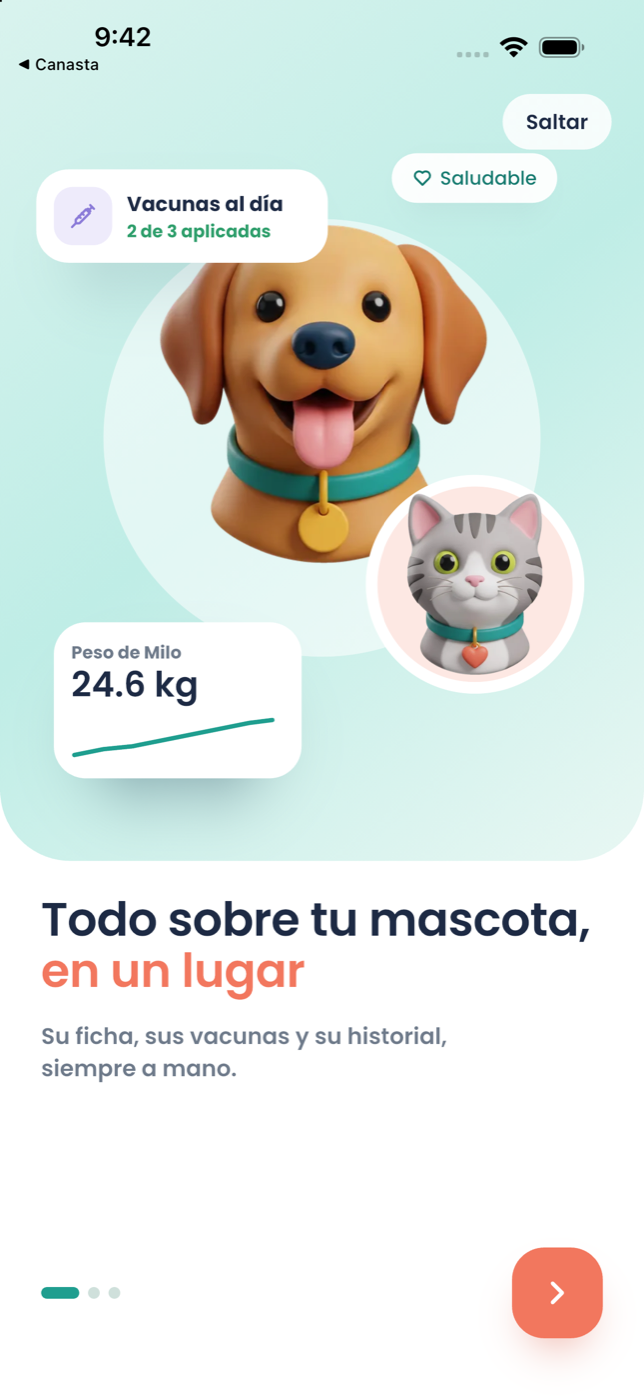 9:42
Canasta
Saltar
Saludable
Vacunas al día
2 de 3 aplicadas
Peso de Milo
24.6 kg
Todo sobre tu mascota,
en un lugar
Su ficha, sus vacunas y su historial,
siempre a mano.